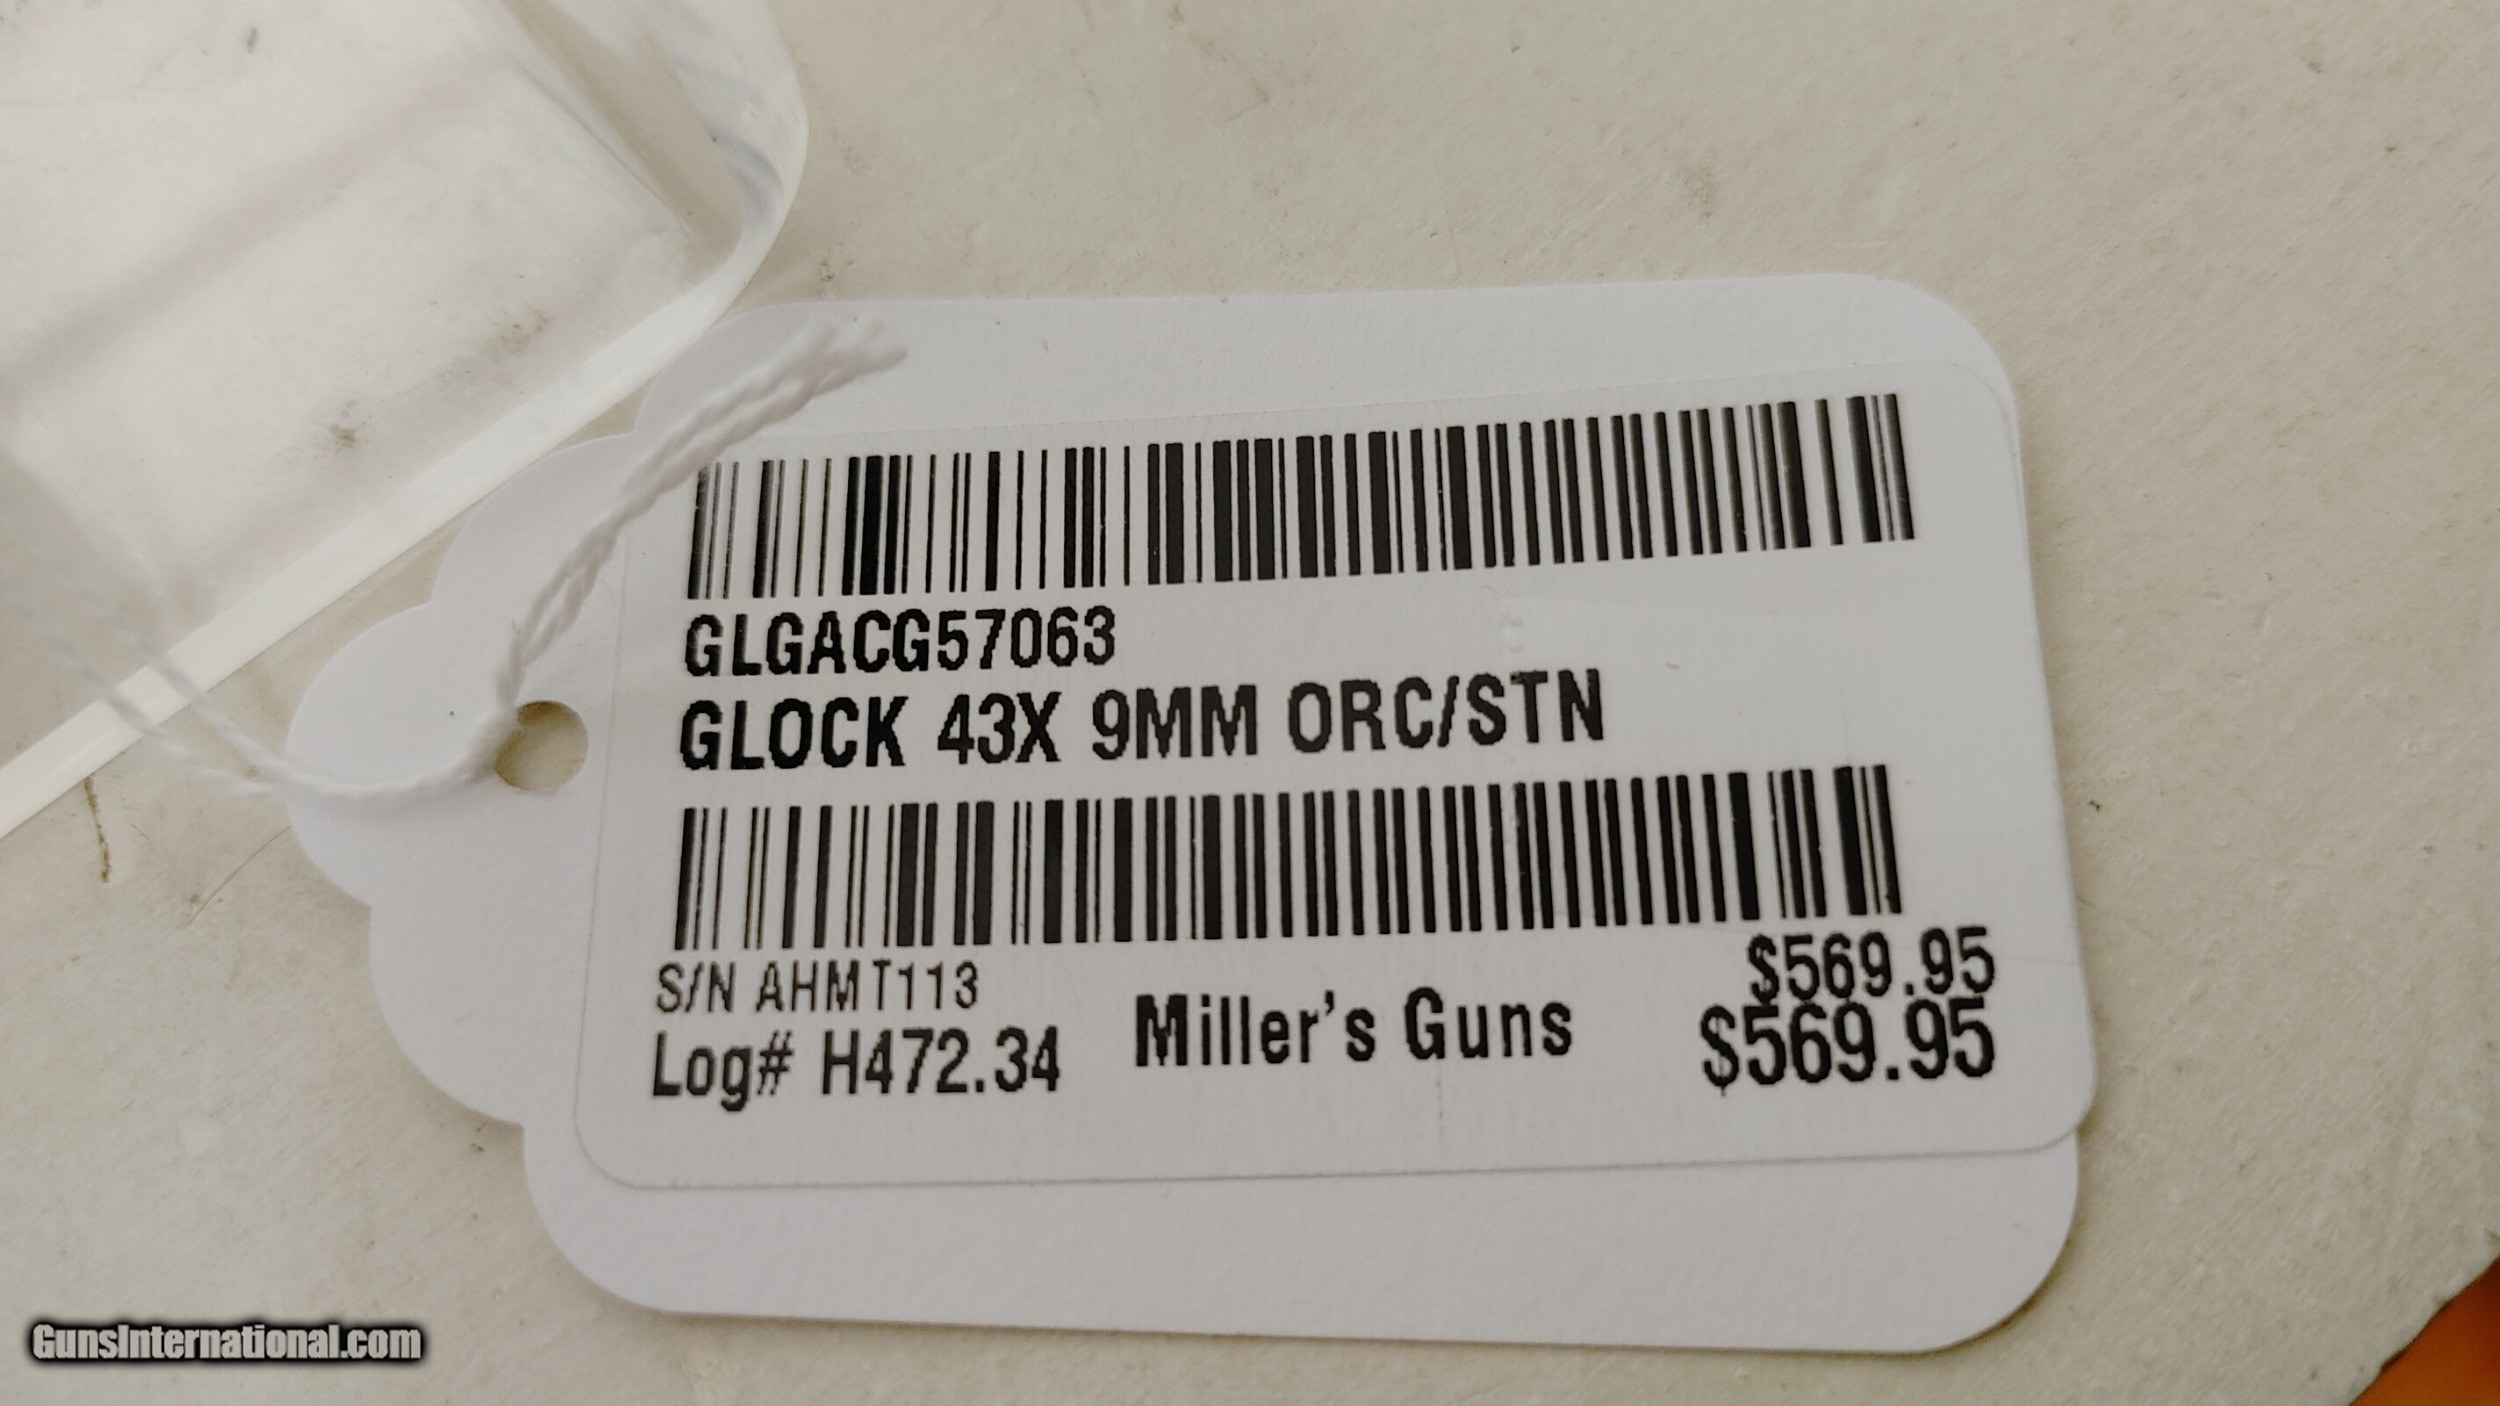 GLGACG57063
GLOCK 43X 9MM ORC/STN
$569.95
S/N AHMT113
Miller's Guns
$569.95
Log# H472.34
GunsInternational.com